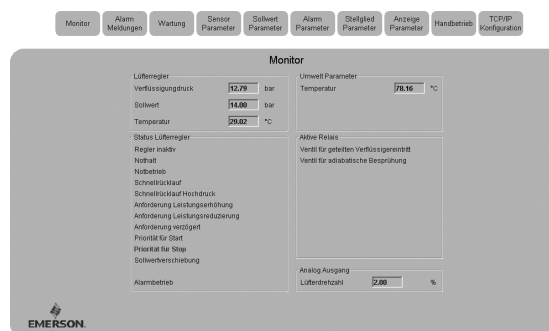 Monitor
Alarm Meldungen
Wartung
Sensor Parameter
Sollwert Parameter
Alarm Parameter
Stellglied Parameter
Anzeige Parameter
Handbetrieb
TCP/IP Konfiguration
Monitor
Lüfterregler
Verflüssigungdruck 12.79 bar
Sollwert 14.00 bar
Temperatur 29.02 °C
Umwelt Parameter
Temperatur 78.16 °C
Status Lüfterregler
Regler inaktiv
Nothalt
Notbetrieb
Schnellrücklauf
Schnellrücklauf Hochdruck
Anforderung Leistungserhöhung
Anforderung Leistungsreduzierung
Anforderung verzögert
Priorität für Start
Priorität für Stop
Sollwertverschiebung
Alarmbetrieb
Aktive Relais
Ventil für geteilten Verflüssigereintritt
Ventil für adiabatische Besprühung
Analog Ausgang
Lüfterdrehzahl 2.00 %
EMERSON.